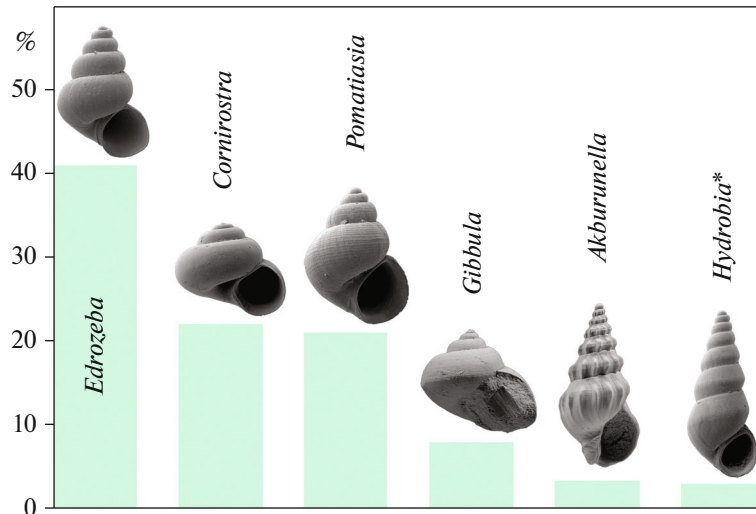 %
50
40
30
20
10
0
Edrozeba
Cornirostra
Pomatiasia
Gibbula
Akburunella
Hydrobia*